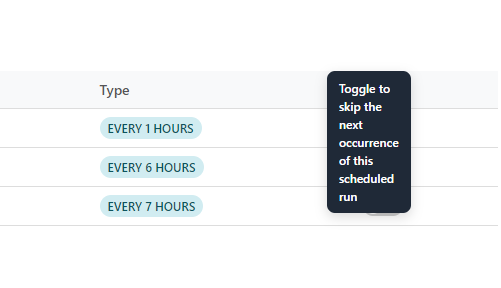 Type
EVERY 1 HOURS
EVERY 6 HOURS
EVERY 7 HOURS
Toggle to
skip the
next
occurrence
of this
scheduled
run